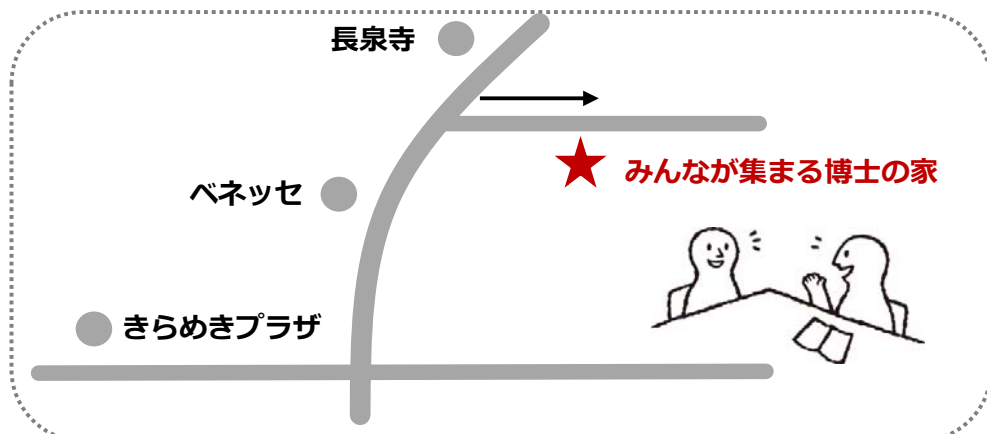 長泉寺
みんなが集まる博士の家
ベネッセ
きらめきプラザ